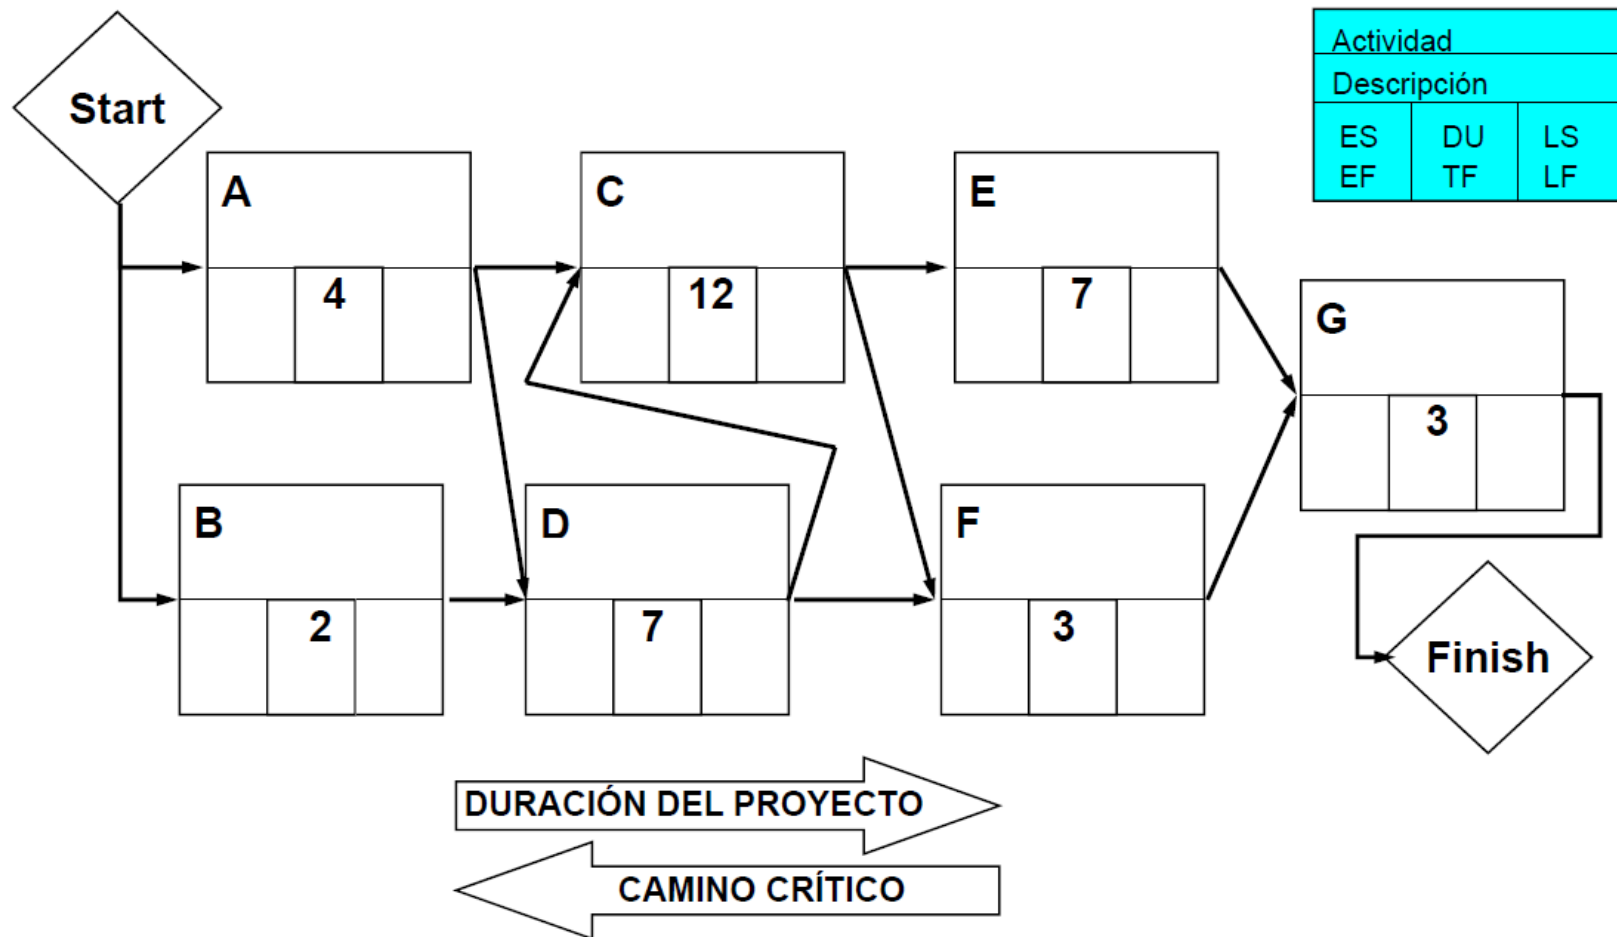 Start
Actividad
Descripción
ES DU LS
EF TF LF
A
4
C
12
E
7
G
3
B
2
D
7
F
3
Finish
DURACIÓN DEL PROYECTO
CAMINO CRÍTICO